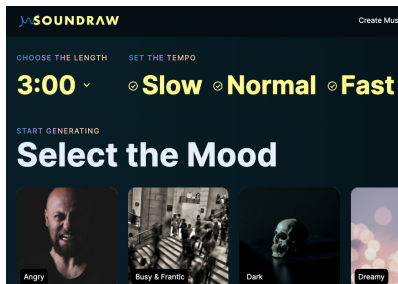 SOUNDRAW
Create Mus
CHOOSE THE LENGTH
SET THE TEMPO
3:00
Slow
Normal
Fast
START GENERATING
Select the Mood
Angry
Busy & Frantic
Dark
Dreamy